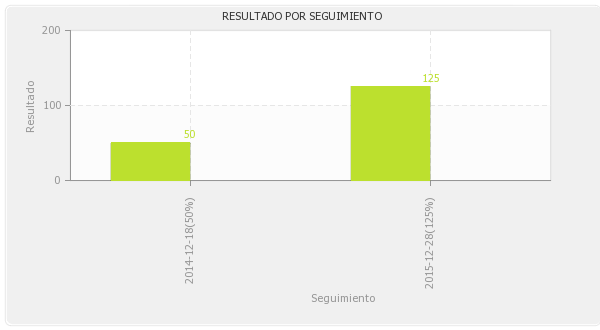 RESULTADO POR SEGUIMIENTO
200
100
0
Resultado
50
125
2014-12-18(50%)
2015-12-28(125%)
Seguimiento